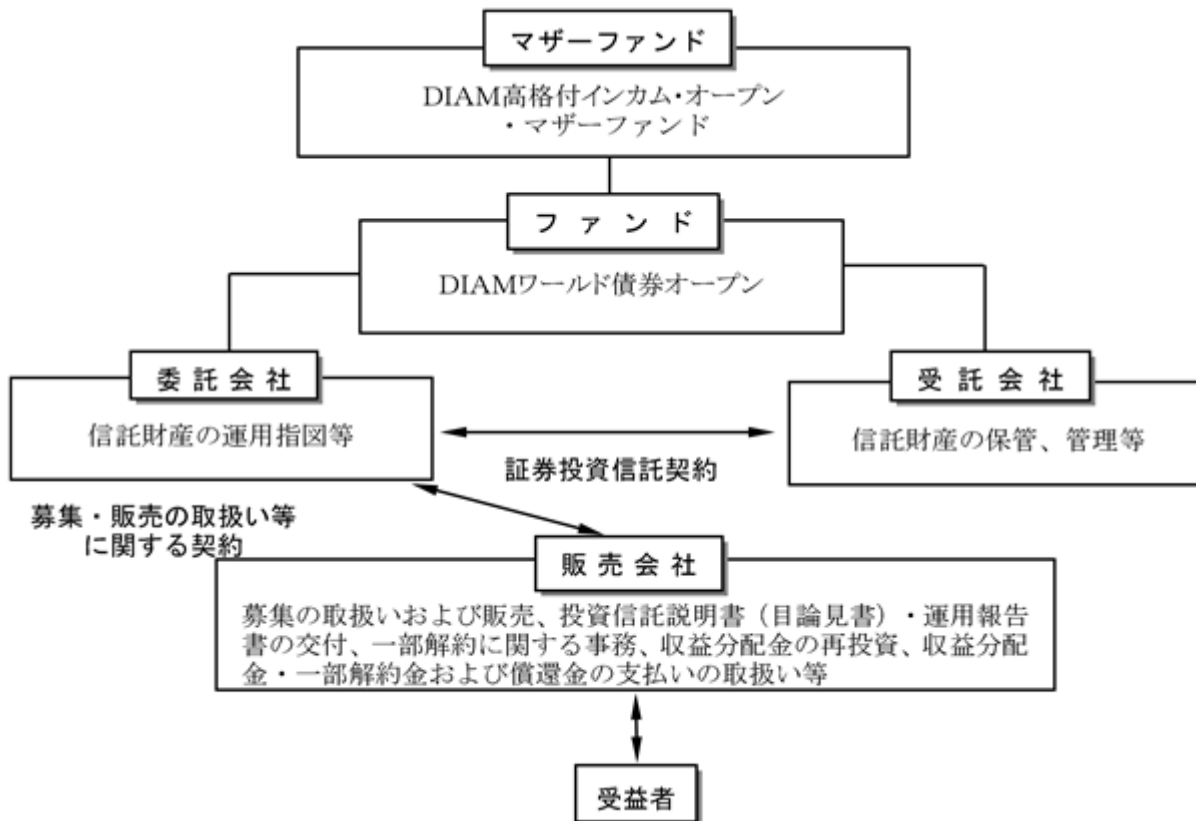 マザーファンド
DIAM高格付インカム・オープン
・マザーファンド
ファンド
DIAMワールド債券オープン
委託会社
信託財産の運用指図等
受託会社
信託財産の保管、管理等
証券投資信託契約
募集・販売の取扱い等
に関する契約
販売会社
募集の取扱いおよび販売、投資信託説明書（目論見書）・運用報告
書の交付、一部解約に関する事務、収益分配金の再投資、収益分配
金・一部解約金および償還金の支払いの取扱い等
受益者